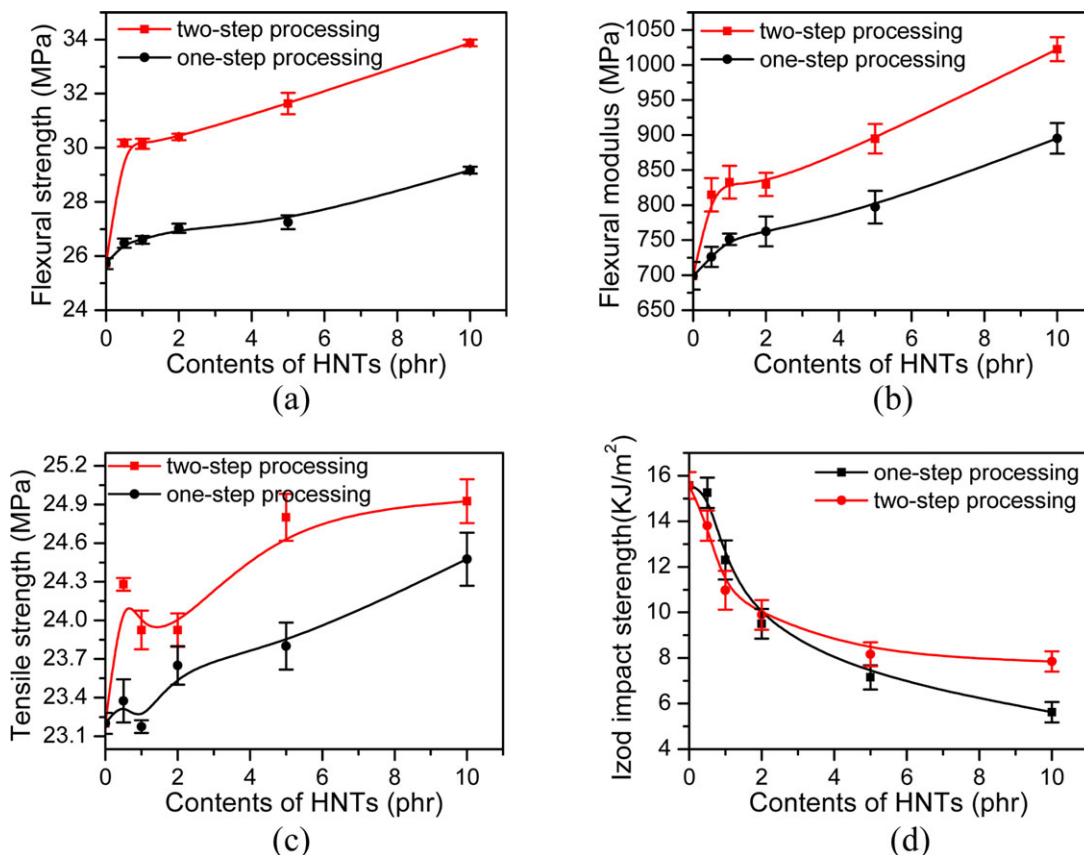 two-step processing
one-step processing
Flexural strength (MPa)
34
32
30
28
26
24
0 2 4 6 8 10
Contents of HNTs (phr)
(a)
two-step processing
one-step processing
Flexural modulus (MPa)
1050
1000
950
900
850
800
750
700
650
0 2 4 6 8 10
Contents of HNTs (phr)
(b)
two-step processing
one-step processing
Tensile strength (MPa)
25.2
24.9
24.6
24.3
24.0
23.7
23.4
23.1
0 2 4 6 8 10
Contents of HNTs (phr)
(c)
one-step processing
two-step processing
Izod impact sterength(KJ/m²)
16
14
12
10
8
6
4
0 2 4 6 8 10
Contents of HNTs (phr)
(d)